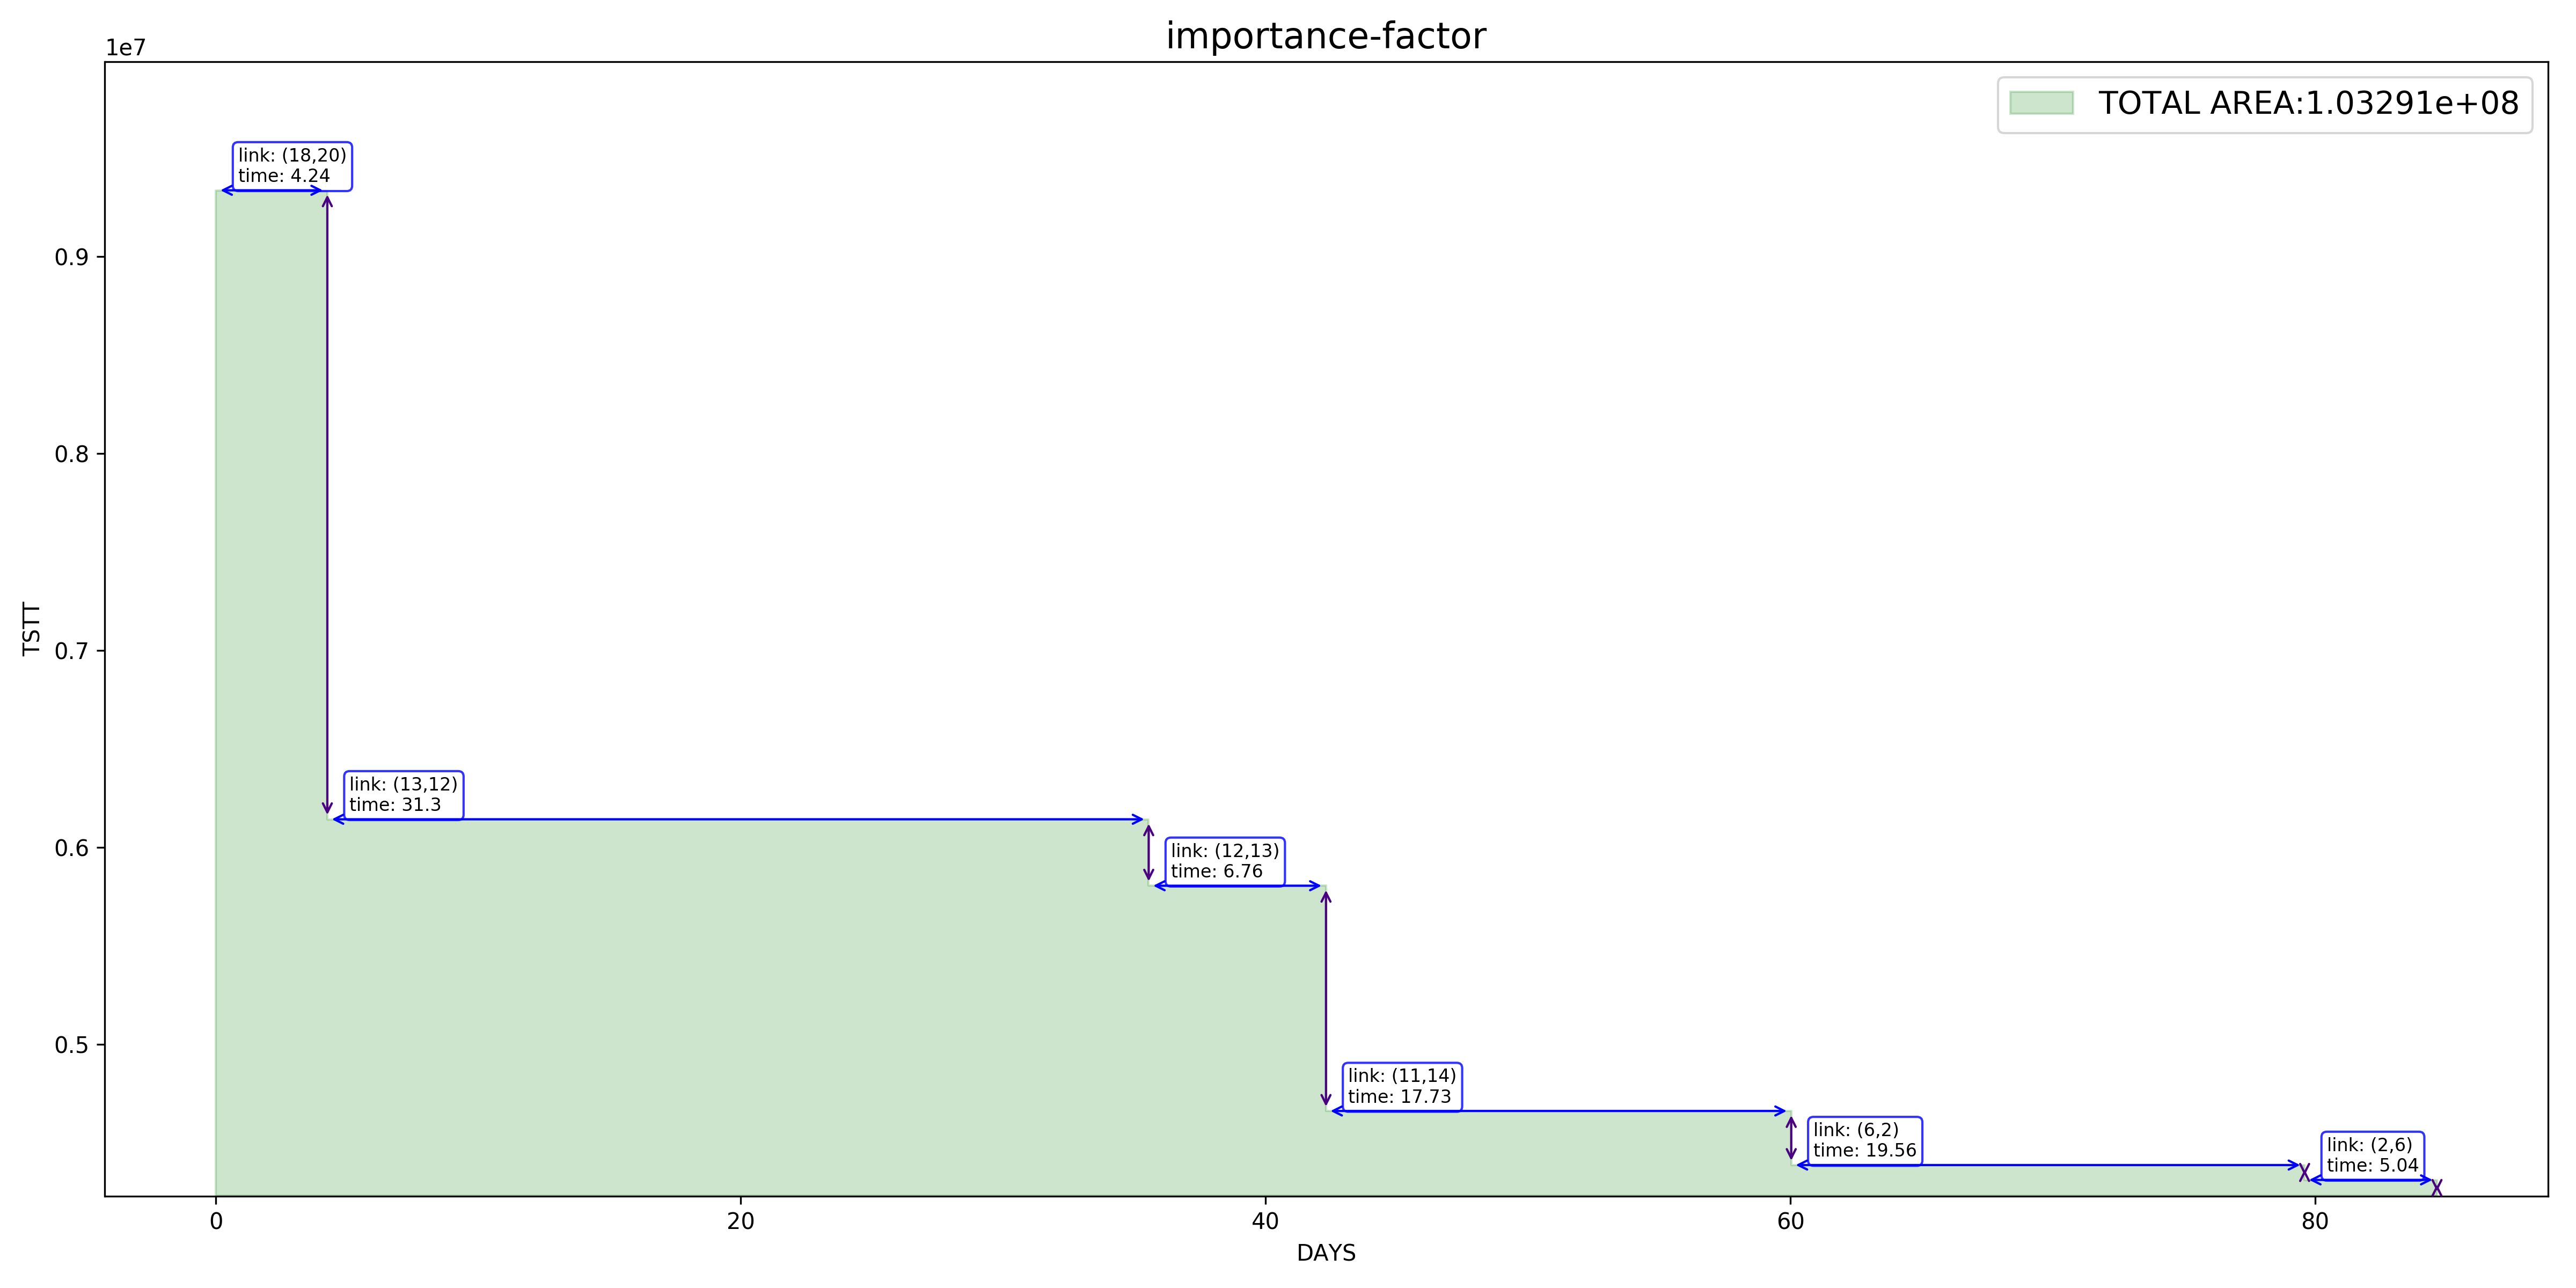 importance-factor
1e7
TOTAL AREA:1.03291e+08
link: (18,20)
time: 4.24
0.9
0.8
0.7
TSTT
link: (13,12)
time: 31.3
0.6
link: (12,13)
time: 6.76
0.5
link: (11,14)
time: 17.73
link: (6,2)
time: 19.56
link: (2,6)
time: 5.04
0
20
40
60
80
DAYS